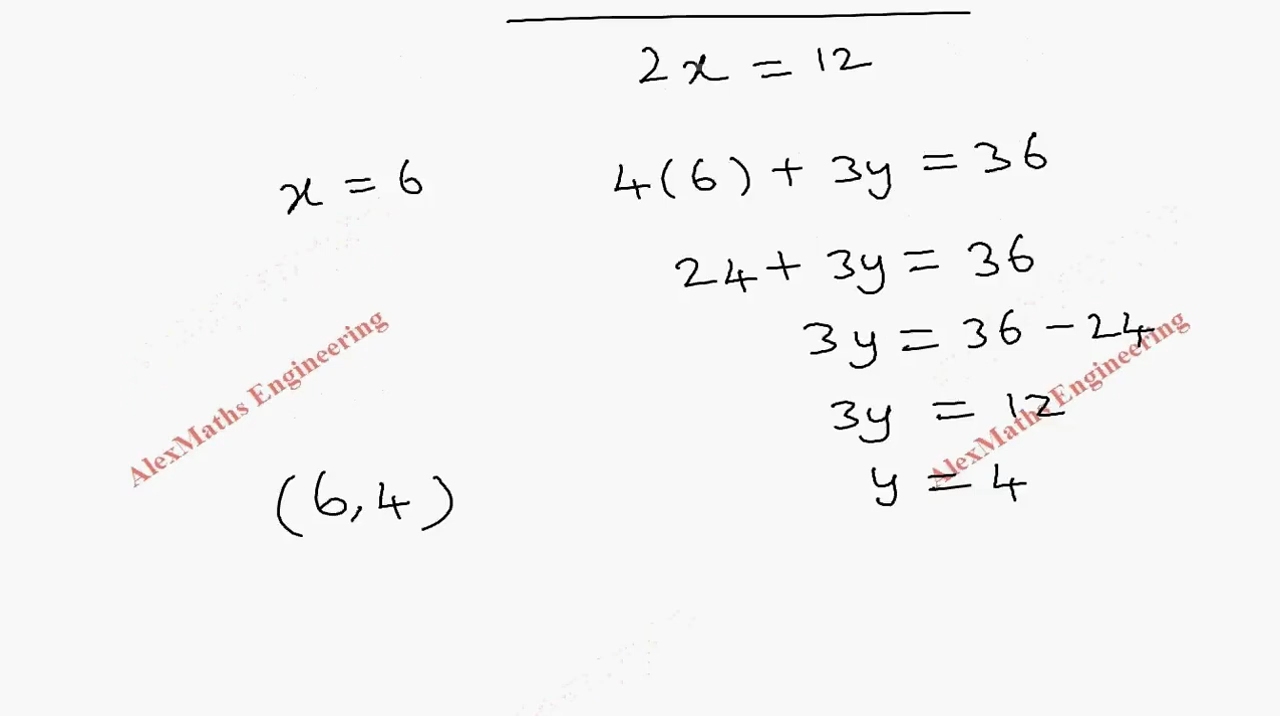 2x = 12
x = 6
4(6) + 3y = 36
24 + 3y = 36
3y = 36 - 24
3y = 12
y = 4
(6, 4)
AlexMaths Engineering
AlexMaths Engineering